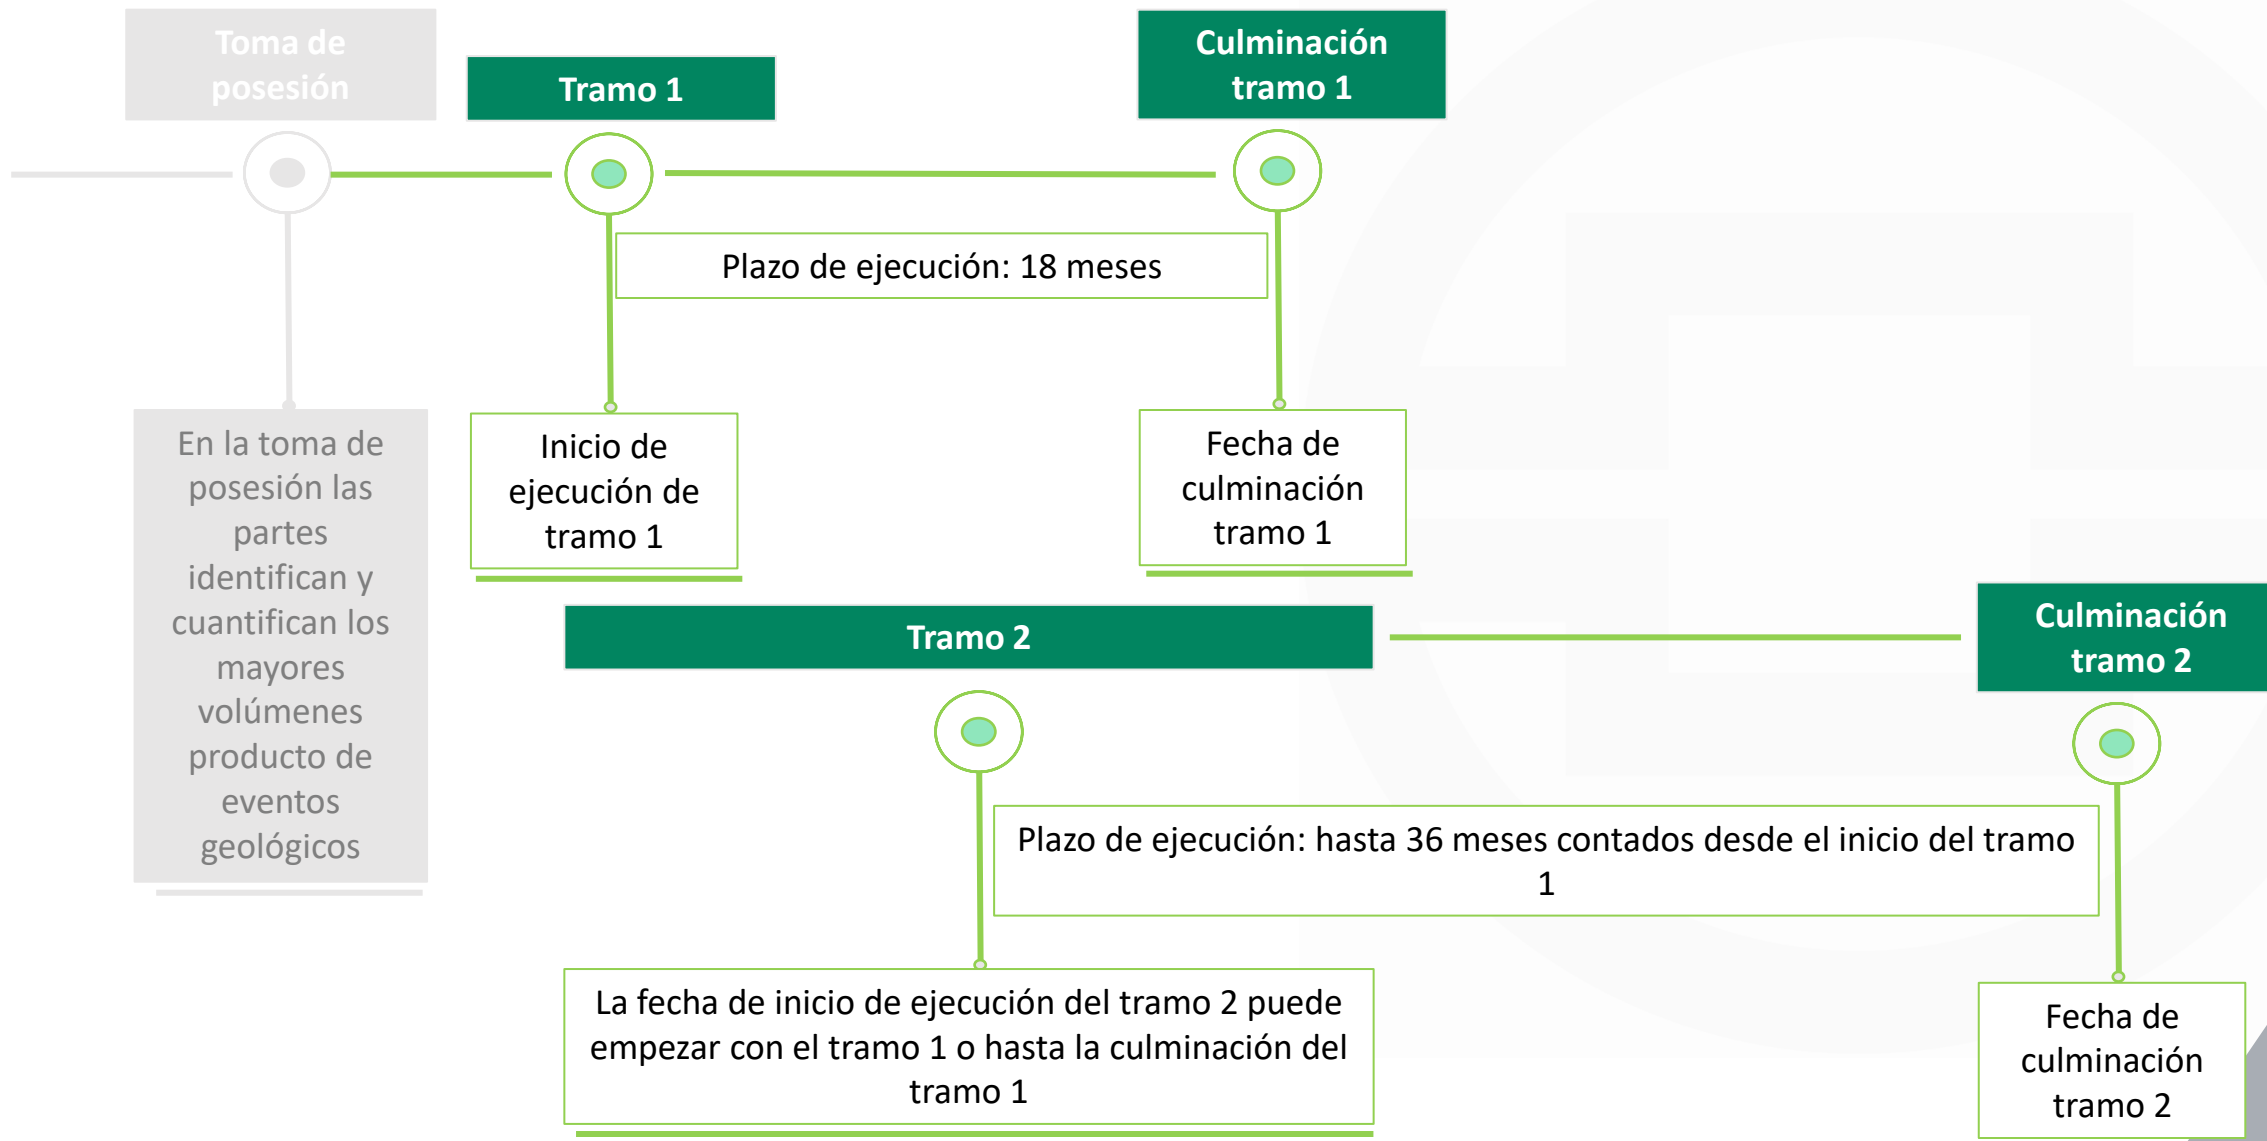 Toma de
posesión
Tramo 1
Culminación
tramo 1
Plazo de ejecución: 18 meses
En la toma de
posesión las
partes
identifican y
cuantifican los
mayores
volúmenes
producto de
eventos
geológicos
Inicio de
ejecución de
tramo 1
Fecha de
culminación
tramo 1
Tramo 2
Culminación
tramo 2
Plazo de ejecución: hasta 36 meses contados desde el inicio del tramo
1
La fecha de inicio de ejecución del tramo 2 puede
empezar con el tramo 1 o hasta la culminación del
tramo 1
Fecha de
culminación
tramo 2